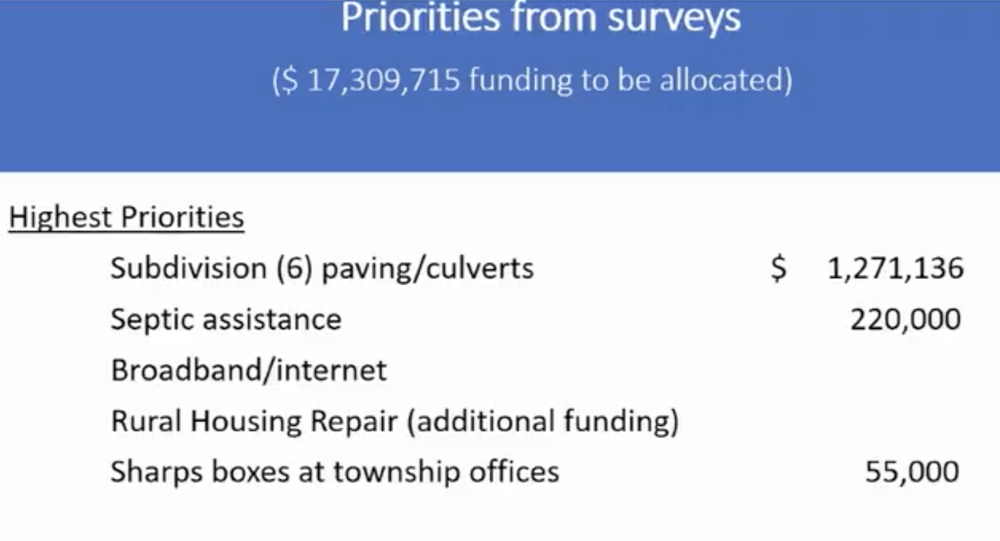 Priorities from surveys
($ 17,309,715 funding to be allocated)
Highest Priorities
Subdivision (6) paving/culverts $ 1,271,136
Septic assistance 220,000
Broadband/internet
Rural Housing Repair (additional funding)
Sharps boxes at township offices 55,000